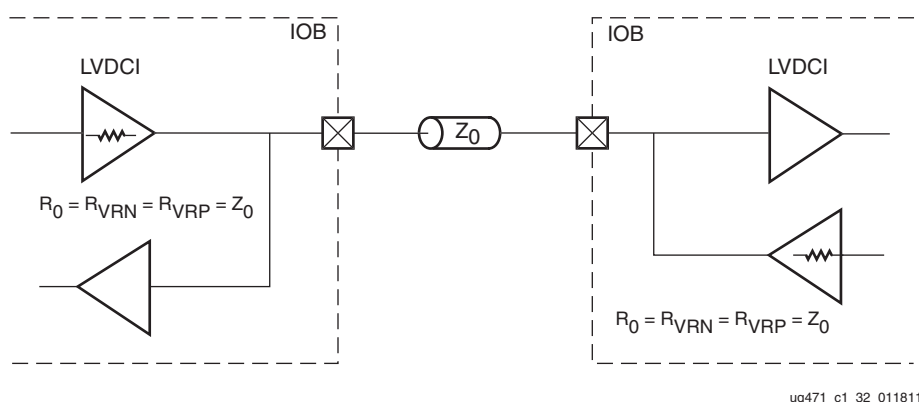 IOB
LVDCI
R0 = RVRN = RVRP = Z0
Z0
IOB
LVDCI
R0 = RVRN = RVRP = Z0
ug471_c1_32_011811